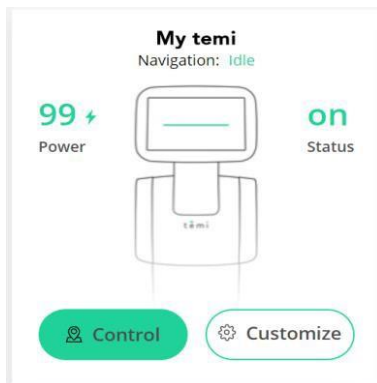 My temi
Navigation: Idle
99
on
Power
Status
temi
Control
Customize